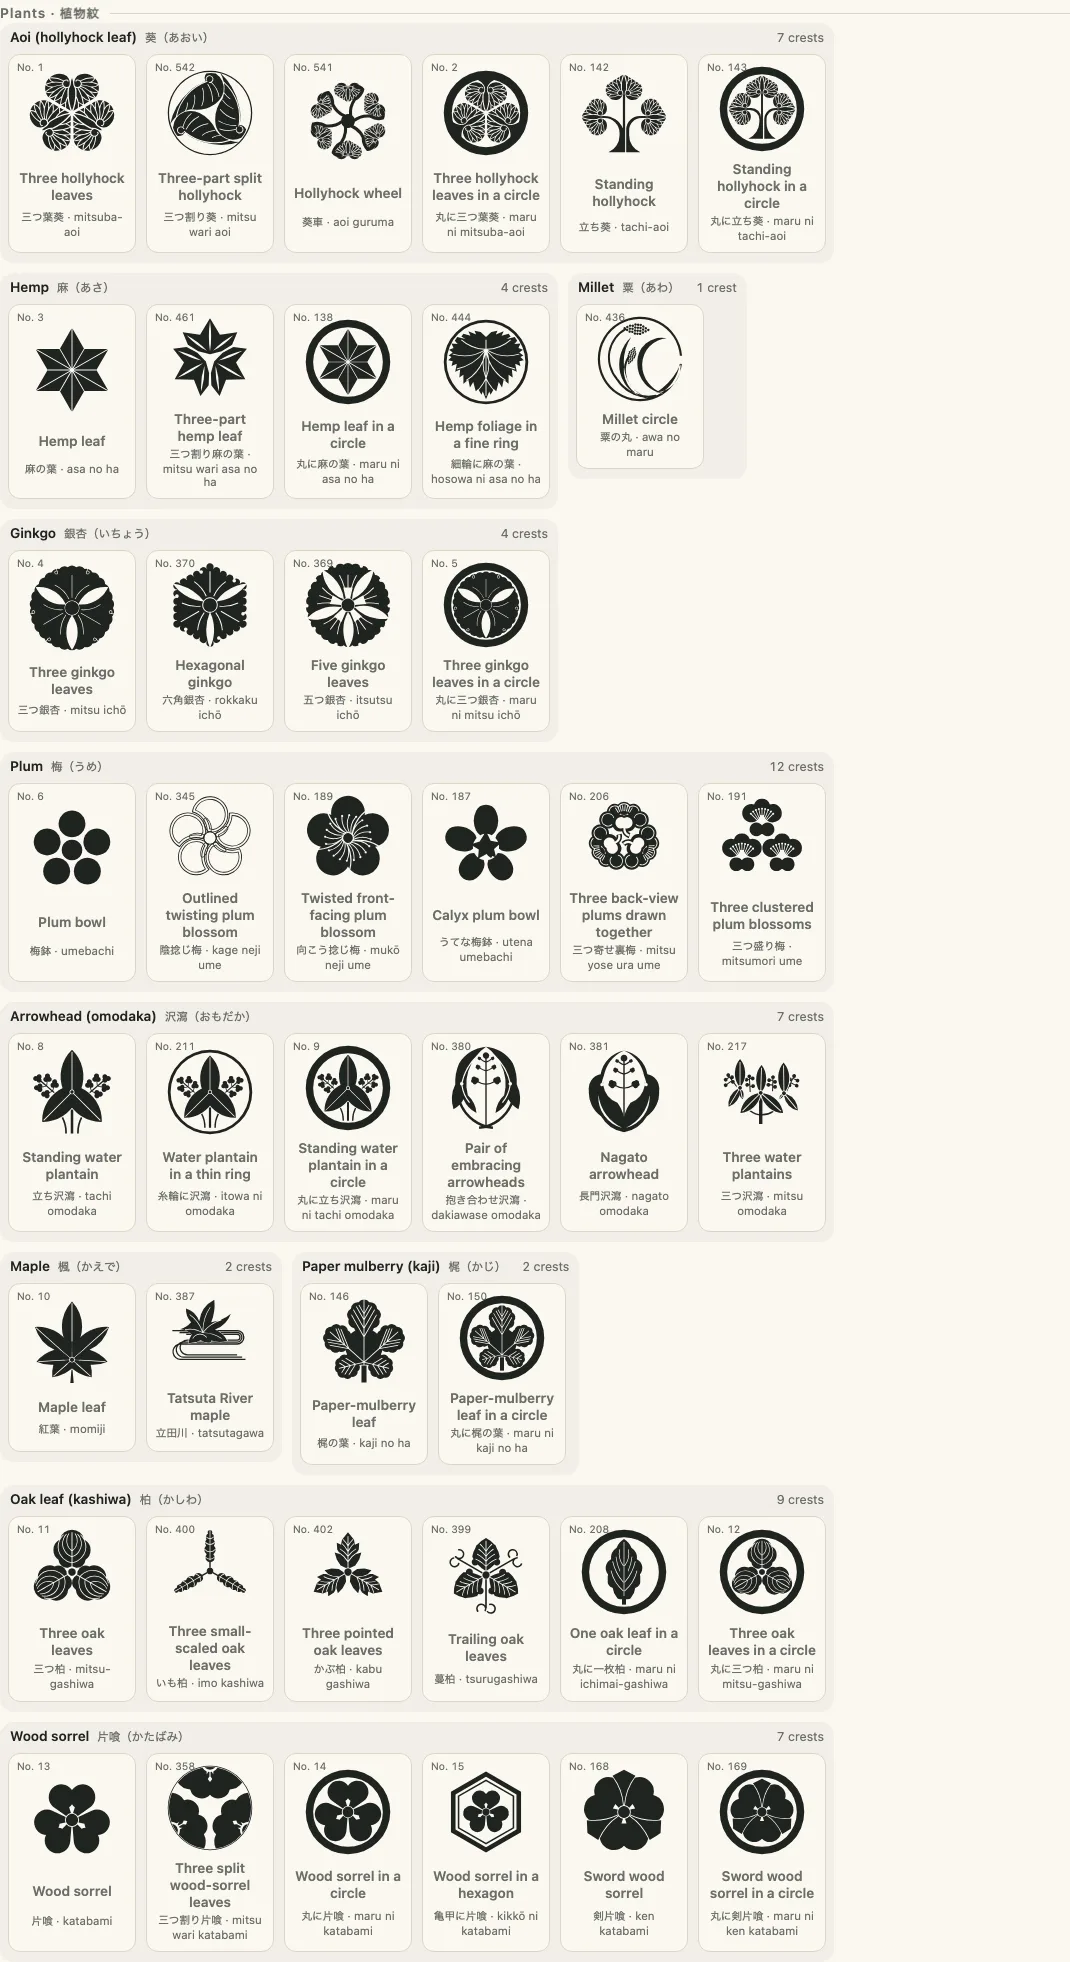 Plants · 植物紋
Aoi (hollyhock leaf) 葵（あおい） 7 crests
No. 1
Three hollyhock
leaves
三つ葉葵 · mitsuba-
aoi
No. 542
Three-part split
hollyhock
三つ割り葵 · mitsu
wari aoi
No. 541
Hollyhock wheel
葵車 · aoi guruma
No. 2
Three hollyhock
leaves in a circle
丸に三つ葉葵 · maru
ni mitsuba-aoi
No. 142
Standing
hollyhock
立ち葵 · tachi-aoi
No. 143
Standing
hollyhock in a
circle
丸に立ち葵 · maru ni
tachi-aoi
Hemp 麻（あさ） 4 crests
No. 3
Hemp leaf
麻の葉 · asa no ha
No. 461
Three-part
hemp leaf
三つ割り麻の葉 ·
mitsu wari asa no
ha
No. 138
Hemp leaf in a
circle
丸に麻の葉 · maru ni
asa no ha
No. 444
Hemp foliage in
a fine ring
細輪に麻の葉 ·
hosowa ni asa no ha
Millet 粟（あわ） 1 crest
No. 436
Millet circle
粟の丸 · awa no
maru
Ginkgo 銀杏（いちょう） 4 crests
No. 4
Three ginkgo
leaves
三つ銀杏 · mitsu ichō
No. 370
Hexagonal
ginkgo
六角銀杏 · rokkaku
ichō
No. 369
Five ginkgo
leaves
五つ銀杏 · itsutsu
ichō
No. 5
Three ginkgo
leaves in a circle
丸に三つ銀杏 · maru
ni mitsu ichō
Plum 梅（うめ） 12 crests
No. 6
Plum bowl
梅鉢 · umebachi
No. 345
Outlined
twisting plum
blossom
陰捻じ梅 · kage neji
ume
No. 189
Twisted front-
facing plum
blossom
向こう捻じ梅 · mukō
neji ume
No. 187
Calyx plum bowl
うてな梅鉢 · utena
umebachi
No. 206
Three back-view
plums drawn
together
三つ寄せ裏梅 · mitsu
yose ura ume
No. 191
Three clustered
plum blossoms
三つ盛り梅 ·
mitsumori ume
Arrowhead (omodaka) 沢瀉（おもだか） 7 crests
No. 8
Standing water
plantain
立ち沢瀉 · tachi
omodaka
No. 211
Water plantain
in a thin ring
糸輪に沢瀉 · itowa ni
omodaka
No. 9
Standing water
plantain in a
circle
丸に立ち沢瀉 · maru
ni tachi omodaka
No. 380
Pair of
embracing
arrowheads
抱き合わせ沢瀉 ·
dakiawase omodaka
No. 381
Nagato
arrowhead
長門沢瀉 · nagato
omodaka
No. 217
Three water
plantains
三つ沢瀉 · mitsu
omodaka
Maple 楓（かえで） 2 crests
No. 10
Maple leaf
紅葉 · momiji
No. 387
Tatsuta River
maple
立田川 · tatsutagawa
Paper mulberry (kaji) 梶（かじ） 2 crests
No. 146
Paper-mulberry
leaf
梶の葉 · kaji no ha
No. 150
Paper-mulberry
leaf in a circle
丸に梶の葉 · maru ni
kaji no ha
Oak leaf (kashiwa) 柏（かしわ） 9 crests
No. 11
Three oak
leaves
三つ柏 · mitsu-
gashiwa
No. 400
Three small-
scaled oak
leaves
いも柏 · imo kashiwa
No. 402
Three pointed
oak leaves
かぶ柏 · kabu
gashiwa
No. 399
Trailing oak
leaves
蔓柏 · tsurugashiwa
No. 208
One oak leaf in a
circle
丸に一枚柏 · maru ni
ichimai-gashiwa
No. 12
Three oak
leaves in a circle
丸に三つ柏 · maru ni
mitsu-gashiwa
Wood sorrel 片喰（かたばみ） 7 crests
No. 13
Wood sorrel
片喰 · katabami
No. 358
Three split
wood-sorrel
leaves
三つ割り片喰 · mitsu
wari katabami
No. 14
Wood sorrel in a
circle
丸に片喰 · maru ni
katabami
No. 15
Wood sorrel in a
hexagon
亀甲に片喰 · kikkō ni
katabami
No. 168
Sword wood
sorrel
剣片喰 · ken
katabami
No. 169
Sword wood
sorrel in a circle
丸に剣片喰 · maru ni
ken katabami